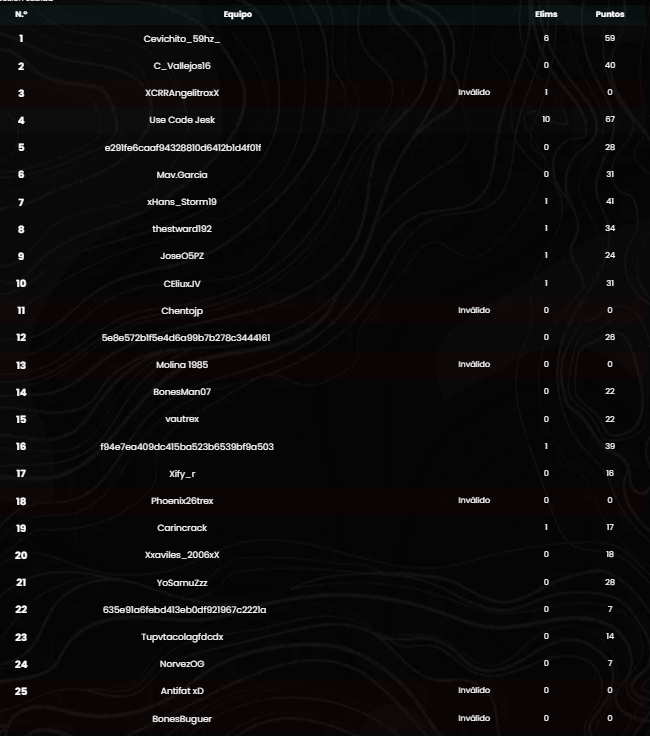 N.º Equipo Elims Puntos
1 Cevichito_59hz_ 6 59
2 C_Vallejos16 0 40
3 XCRRAngelitroxX Inválido 1 0
4 Use Code Jesk 10 67
5 e291fe6caaf94328810d6412b1d4f01f 0 28
6 Mav.Garcia 0 31
7 xHans_Storm19 1 41
8 thestward192 1 34
9 JoseO5PZ 1 24
10 CEliuxJV 1 31
11 Chentojp Inválido 0 0
12 5e8e572b1f5e4d6a99b7b278c3444161 0 26
13 Molina 1985 Inválido 0 0
14 BonesMan07 0 22
15 vautrex 0 22
16 f94e7ea409dc415ba523b6539bf9a503 1 39
17 Xify_r 0 16
18 Phoenix26trex Inválido 0 0
19 Carincrack 1 17
20 Xxaviles_2006xX 0 18
21 YoSamuZzz 0 28
22 635e91a6febd413eb0df921967c2221a 0 7
23 Tupvtacolagfdcdx 0 14
24 NorvezOG 0 7
25 Antifat xD Inválido 0 0
BonesBuguer Inválido 0 0